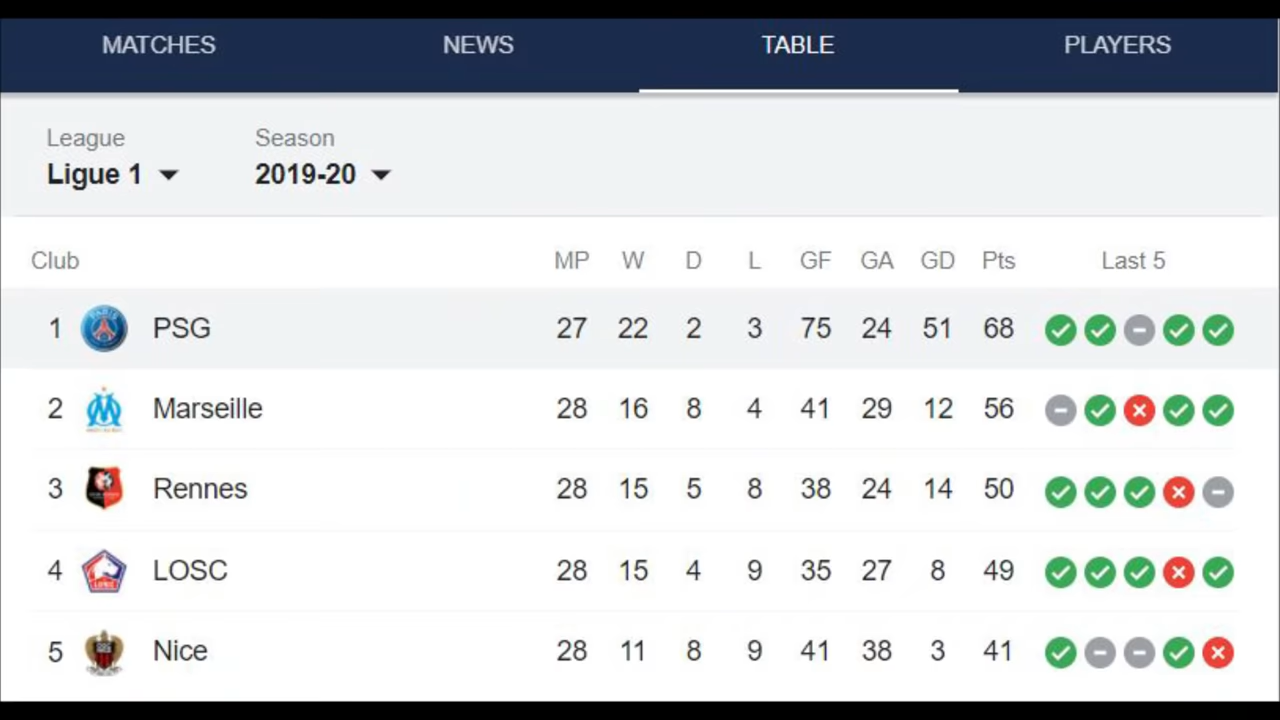 MATCHES NEWS TABLE PLAYERS
League Season
Ligue 1 2019-20
Club MP W D L GF GA GD Pts Last 5
1 PSG 27 22 2 3 75 24 51 68
2 Marseille 28 16 8 4 41 29 12 56
3 Rennes 28 15 5 8 38 24 14 50
4 LOSC 28 15 4 9 35 27 8 49
5 Nice 28 11 8 9 41 38 3 41